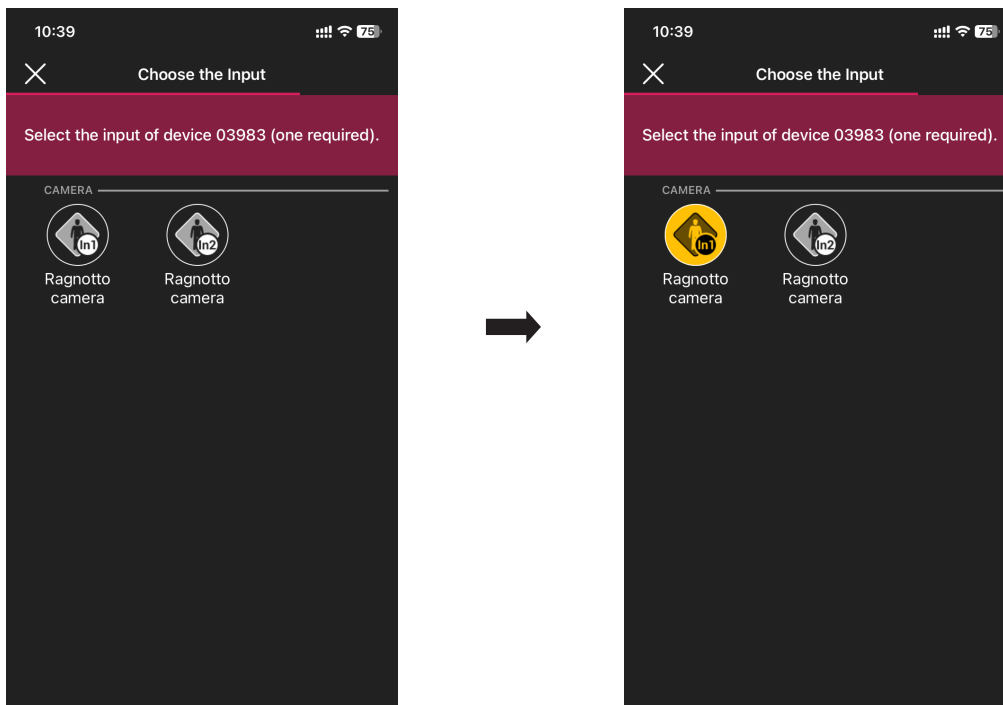 10:39 75
Choose the Input
Select the input of device 03983 (one required).
CAMERA
In1 In2
Ragnotto Ragnotto
camera camera
10:39 75
Choose the Input
Select the input of device 03983 (one required).
CAMERA
In1 In2
Ragnotto Ragnotto
camera camera